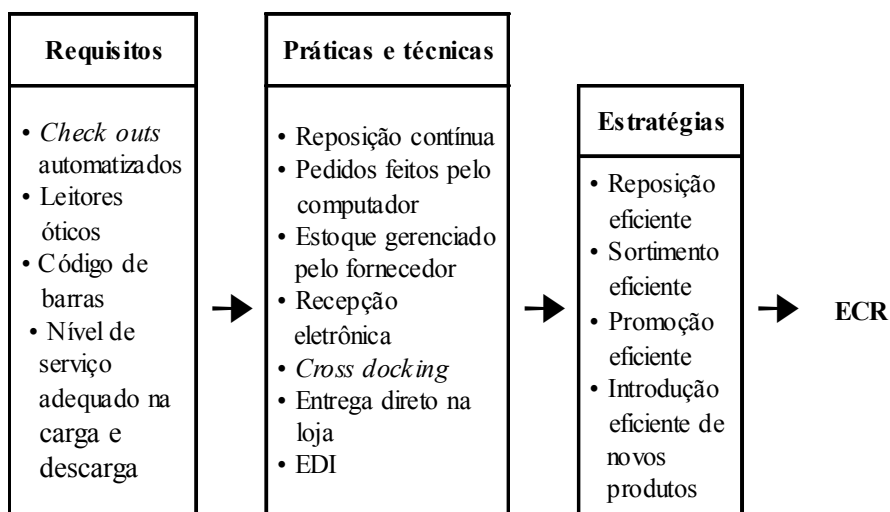 Requisitos
• Check outs
automatizados
• Leitores
óticos
• Código de
barras
• Nível de
serviço
adequado na
carga e
descarga
Práticas e técnicas
• Reposição contínua
• Pedidos feitos pelo
computador
• Estoque gerenciado
pelo fornecedor
• Recepção
eletrônica
• Cross docking
• Entrega direto na
loja
• EDI
Estratégias
• Reposição
eficiente
• Sortimento
eficiente
• Promoção
eficiente
• Introdução
eficiente de
novos
produtos
ECR